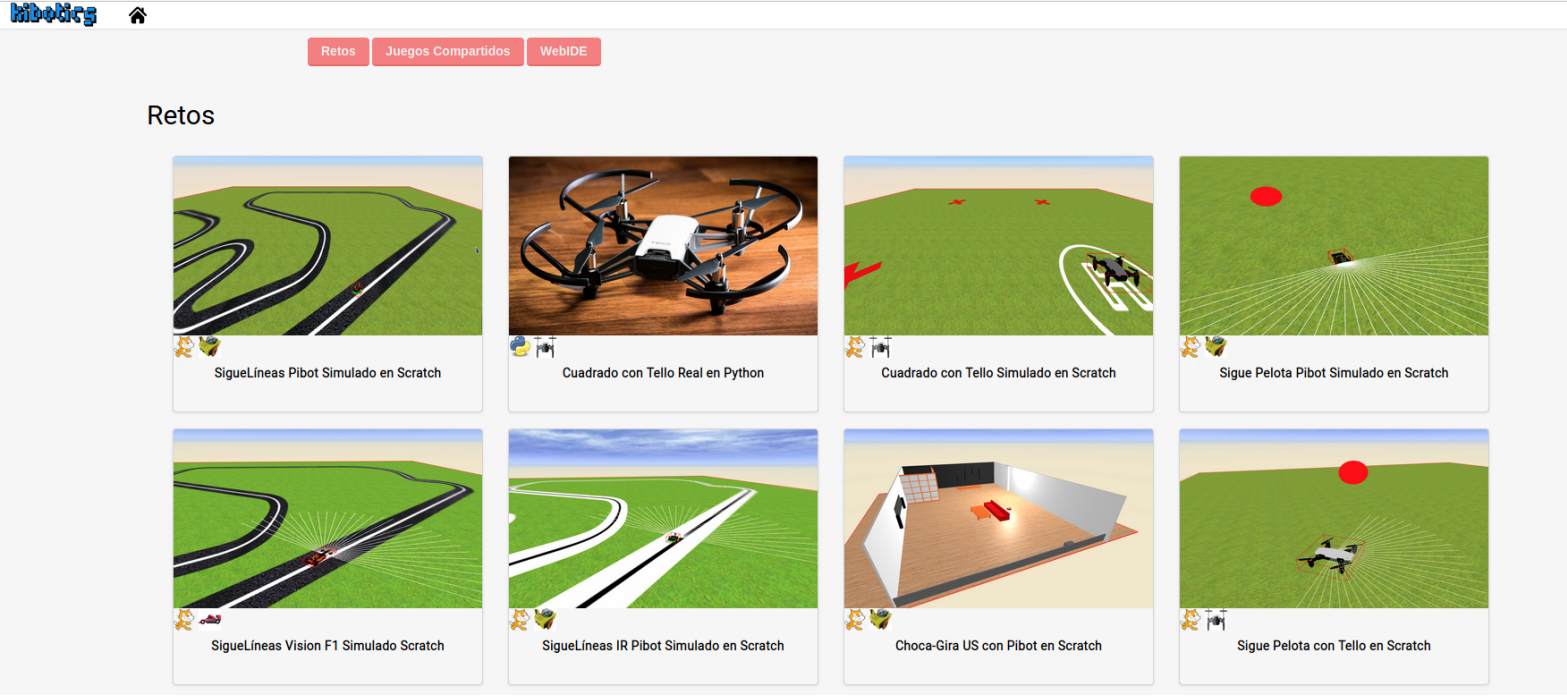 kibotics
Retos Juegos Compartidos WebIDE
Retos
SigueLíneas Pibot Simulado en Scratch
Cuadrado con Tello Real en Python
Cuadrado con Tello Simulado en Scratch
Sigue Pelota Pibot Simulado en Scratch
SigueLíneas Vision F1 Simulado Scratch
SigueLíneas IR Pibot Simulado en Scratch
Choca-Gira US con Pibot en Scratch
Sigue Pelota con Tello en Scratch